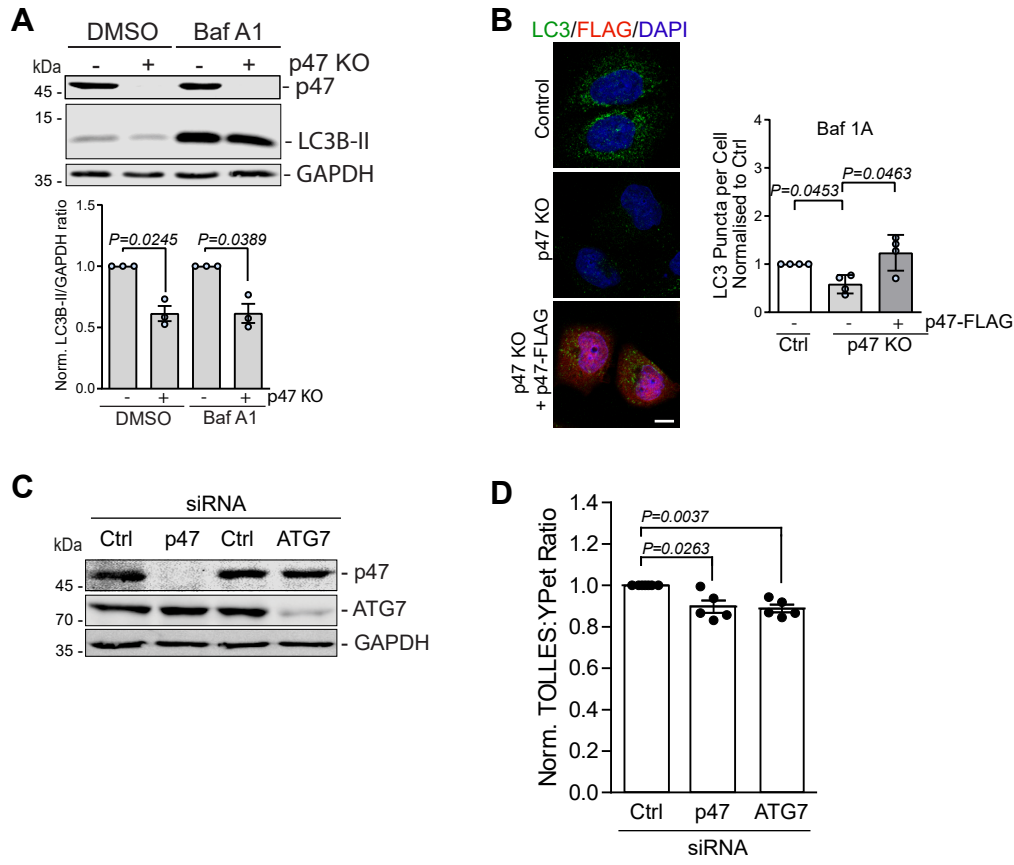 A
DMSO Baf A1
kDa - + - + p47 KO
45 - - p47
15 -
- LC3B-II
35 - - GAPDH
Norm. LC3B-II/GAPDH ratio
1.5
1.0
0.5
0.0
P=0.0245 P=0.0389
- + - + p47 KO
DMSO Baf A1
B
LC3/FLAG/DAPI
Control
p47 KO
p47 KO
+ p47-FLAG
Baf 1A
LC3 Puncta per Cell
Normalised to Ctrl
4
3
2
1
0
P=0.0463
P=0.0453
- - + p47-FLAG
Ctrl p47 KO
C
siRNA
kDa Ctrl p47 Ctrl ATG7
45 - - p47
70 - - ATG7
35 - - GAPDH
D
Norm. TOLLES:YPet Ratio
1.4
1.2
1.0
0.8
0.6
0.4
0.2
0.0
P=0.0037
P=0.0263
Ctrl p47 ATG7
siRNA